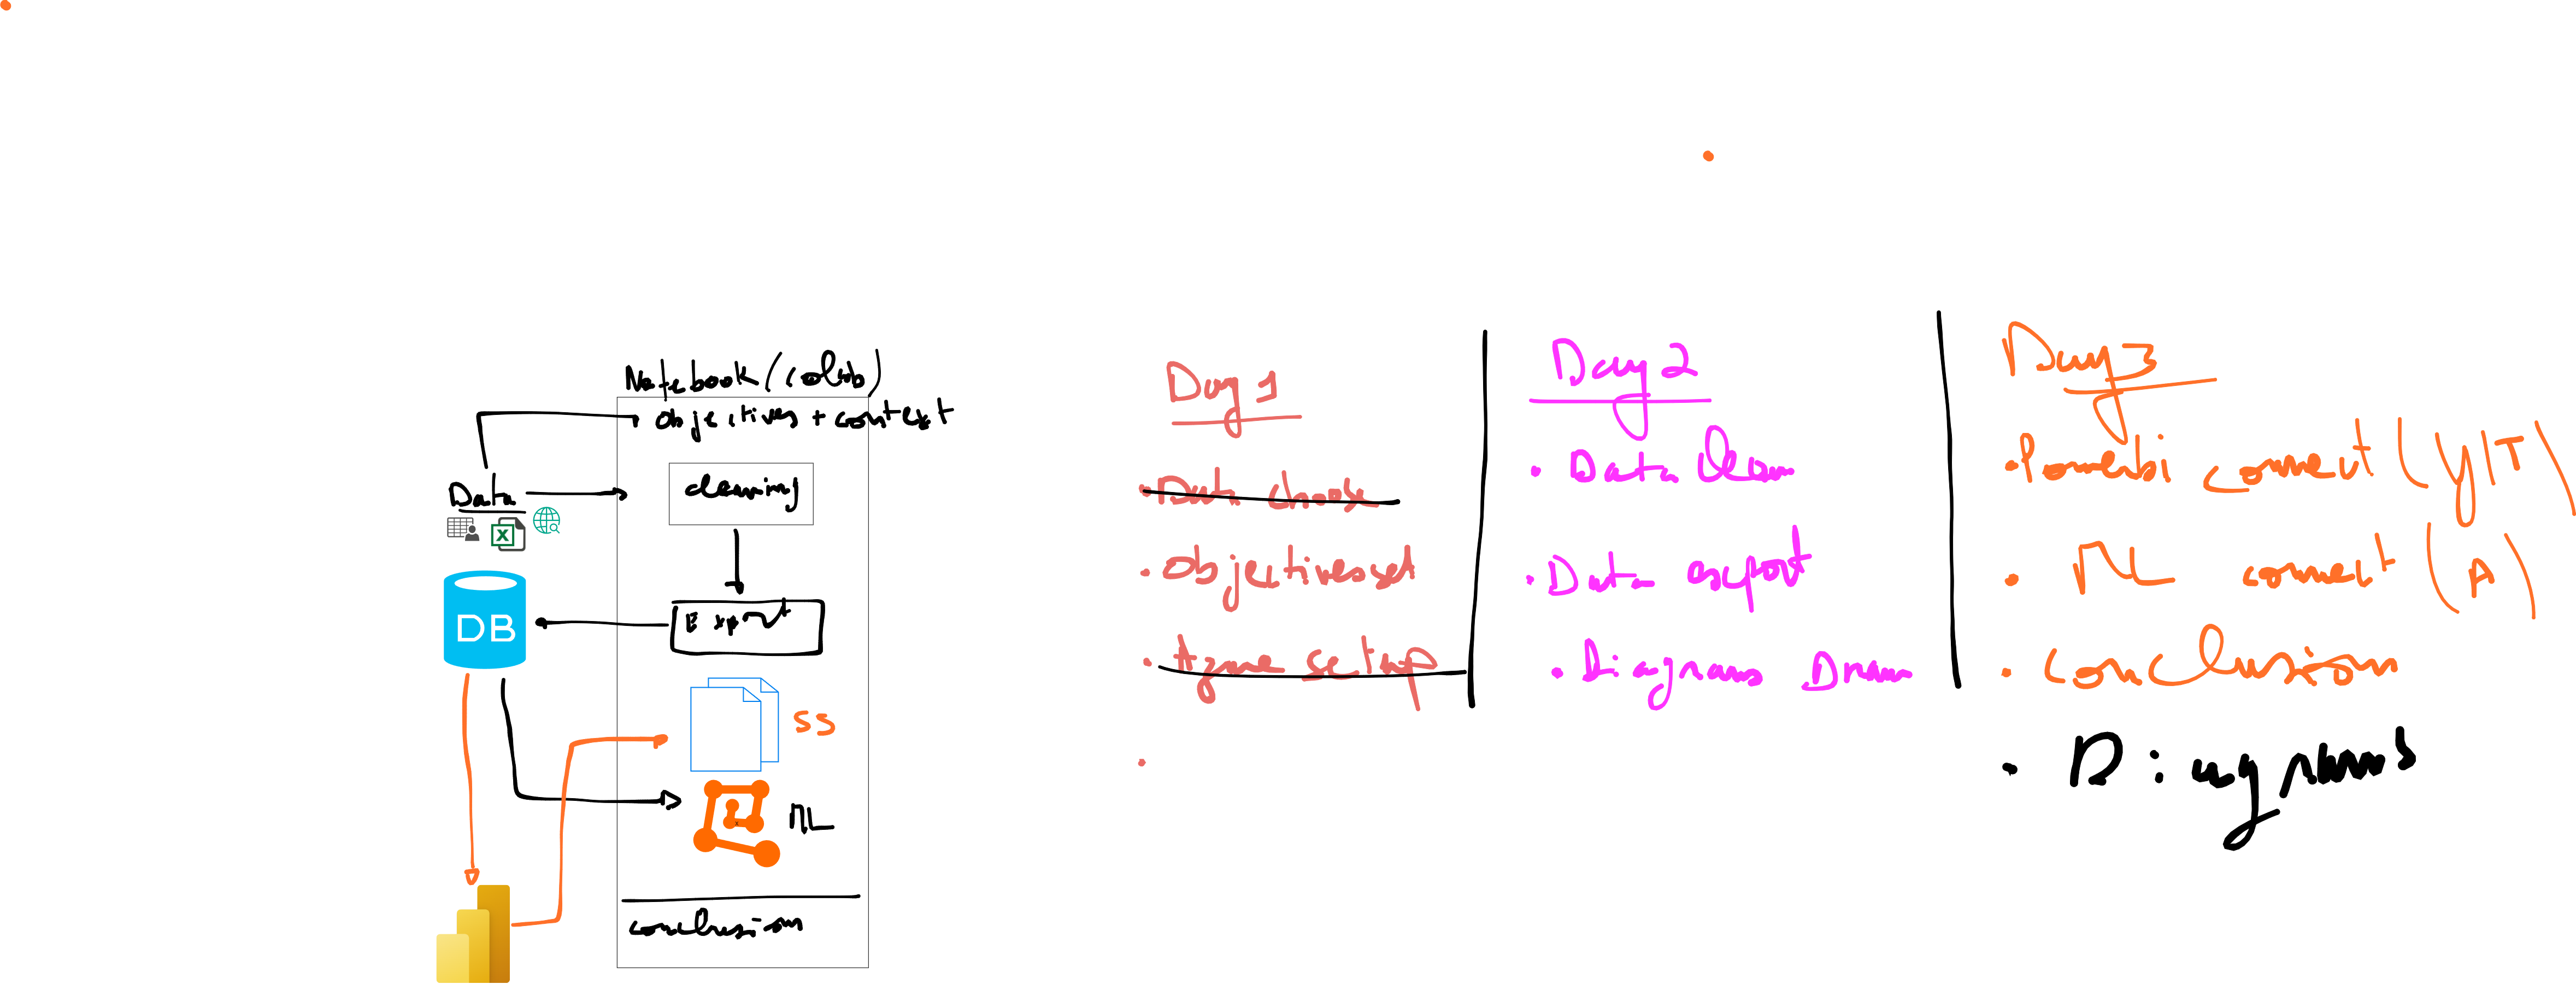 Notebook (colab)
objectives + context
Data
cleaning
X
DB
Export
SS
ML
conclusion
Day 1
• Data choose
• Objectives set
• Azure setup
•
Day 2
• Data Clean
• Data export
• Diagrams Draw
Day 3
• Powerbi connect (Y/T)
• ML connect (A)
• Conclusion
• Diagrams